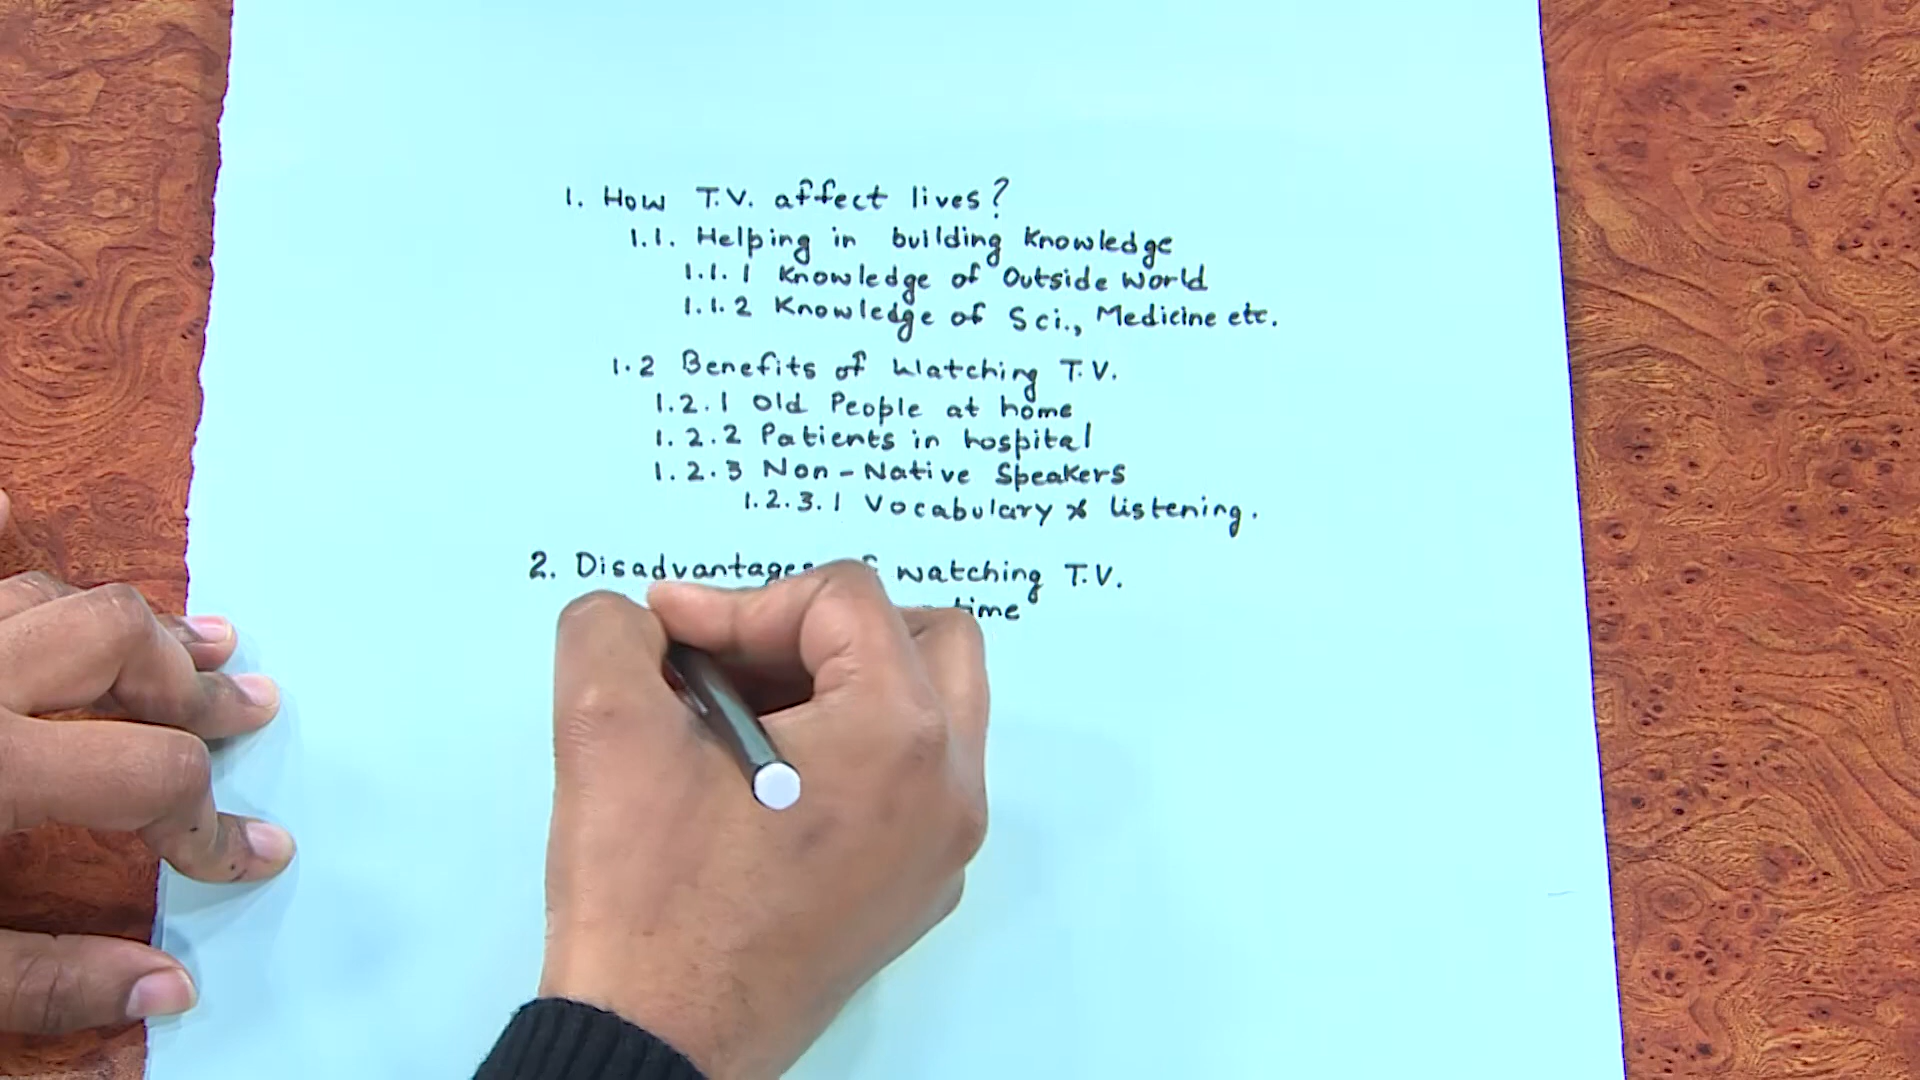 1. How T.V. affect lives?
1.1. Helping in building Knowledge
1.1.1 Knowledge of Outside World
1.1.2 Knowledge of Sci., Medicine etc.
1.2 Benefits of Watching T.V.
1.2.1 Old People at home
1.2.2 Patients in hospital
1.2.3 Non-Native Speakers
1.2.3.1 Vocabulary & listening.
2. Disadvantages watching T.V.
time